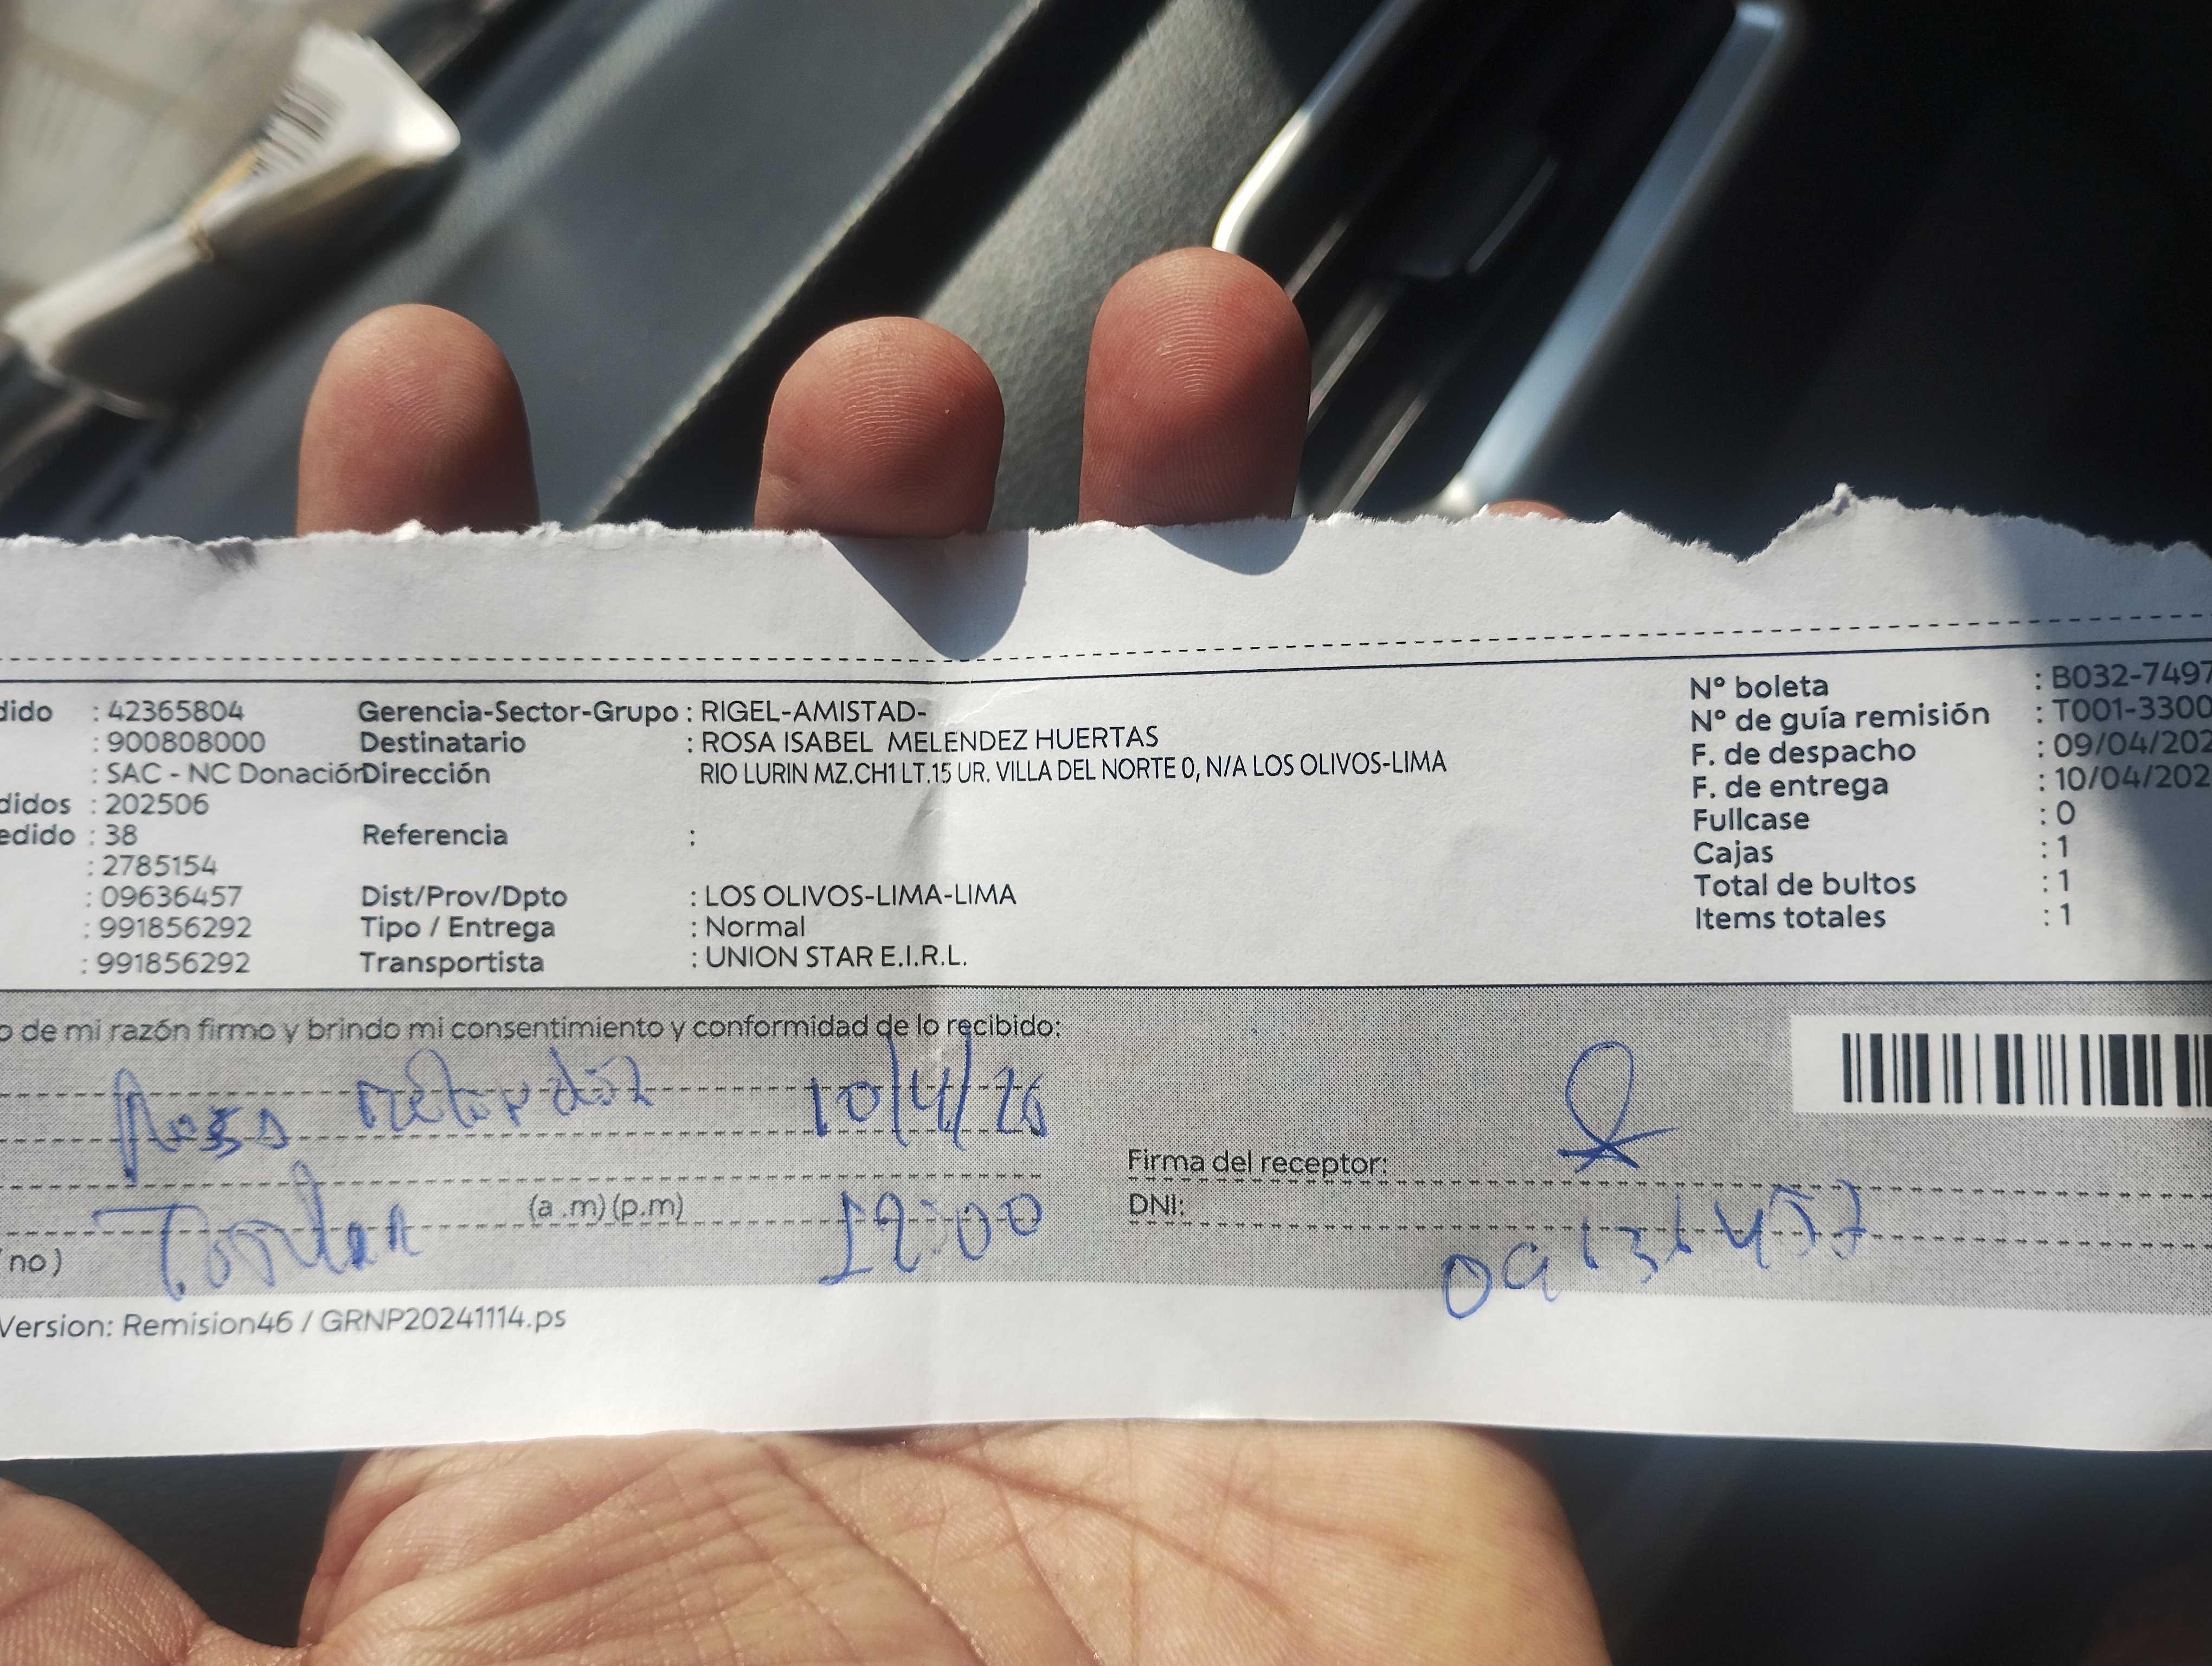 dido : 42365804 Gerencia-Sector-Grupo : RIGEL-AMISTAD- Nº boleta : B032-7497
: 900808000 Destinatario : ROSA ISABEL MELENDEZ HUERTAS Nº de guía remisión : T001-3300
: SAC - NC Donación Dirección RIO LURIN MZ.CH1 LT.15 UR. VILLA DEL NORTE 0, N/A LOS OLIVOS-LIMA F. de despacho : 09/04/202
didos : 202506 F. de entrega : 10/04/202
edido : 38 Referencia : Fullcase : 0
: 2785154 Cajas : 1
: 09636457 Dist/Prov/Dpto : LOS OLIVOS-LIMA-LIMA Total de bultos : 1
: 991856292 Tipo / Entrega : Normal Items totales : 1
: 991856292 Transportista : UNION STAR E.I.R.L.
o de mi razón firmo y brindo mi consentimiento y conformidad de lo recibido:
Rosa 10/4/26
Firma del receptor:
(a .m) (p.m) 12:00 DNI:
no)
Version: Remision46 / GRNP20241114.ps